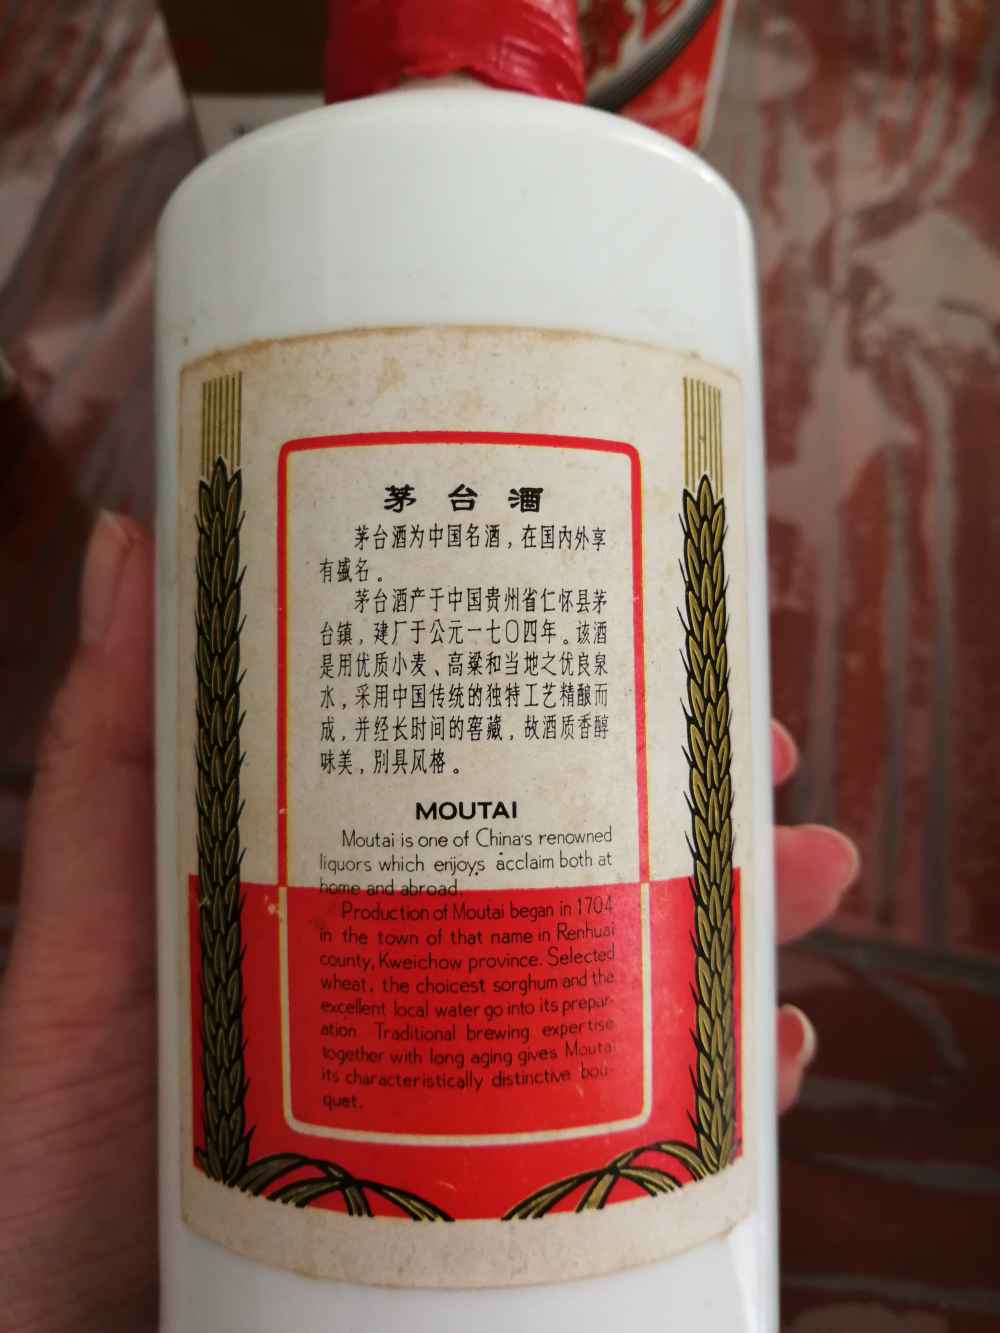 茅台酒
茅台酒为中国名酒，在国内外享
有盛名。
茅台酒产于中国贵州省仁怀县茅
台镇，建厂于公元一七〇四年。该酒
是用优质小麦、高粱和当地之优良泉
水，采用中国传统的独特工艺精酿而
成，并经长时间的窖藏，故酒质香醇
味美，别具风格。
MOUTAI
Moutai is one of China's renowned
liquors which enjoys acclaim both at
home and abroad.
Production of Moutai began in 1704
in the town of that name in Renhuai
county, Kweichow province. Selected
wheat, the choicest sorghum and the
excellent local water go into its prepar-
ation. Traditional brewing expertise
together with long aging gives Moutai
its characteristically distinctive bou-
quet.